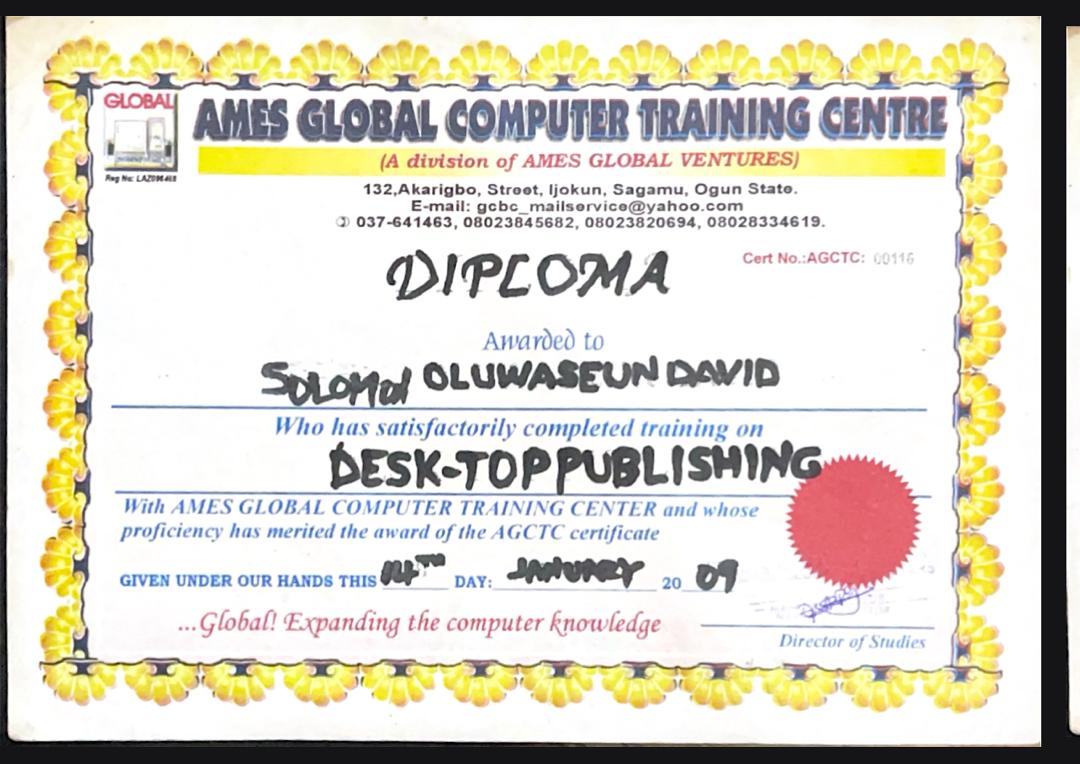 GLOBAL
AMES GLOBAL COMPUTER TRAINING CENTRE
(A division of AMES GLOBAL VENTURES)
Reg No:
132,Akarigbo, Street, Ijokun, Sagamu, Ogun State.
E-mail: gcbc_mailservice@yahoo.com
037-641463, 08023845682, 08023820694, 08028334619.
Cert No.:AGCTC: 00116
DIPLOMA
Awarded to
SOLOMON OLUWASEUN DAVID
Who has satisfactorily completed training on
DESK-TOP PUBLISHING
With AMES GLOBAL COMPUTER TRAINING CENTER and whose
proficiency has merited the award of the AGCTC certificate
GIVEN UNDER OUR HANDS THIS 14TH DAY: JANUARY 20 09
...Global! Expanding the computer knowledge
Director of Studies